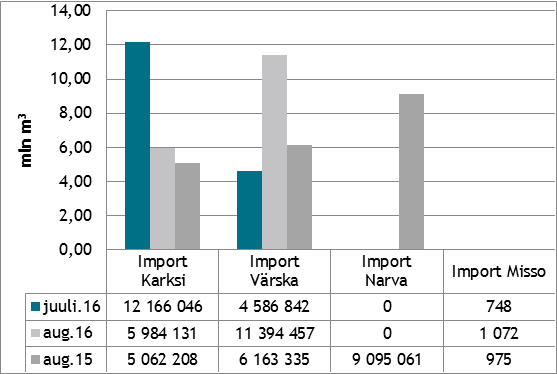 14,00
12,00
10,00
8,00
6,00
4,00
2,00
0,00
mln m³
Import Karksi
Import Värska
Import Narva
Import Misso
juuli.16 12 166 046 4 586 842 0 748
aug.16 5 984 131 11 394 457 0 1 072
aug.15 5 062 208 6 163 335 9 095 061 975